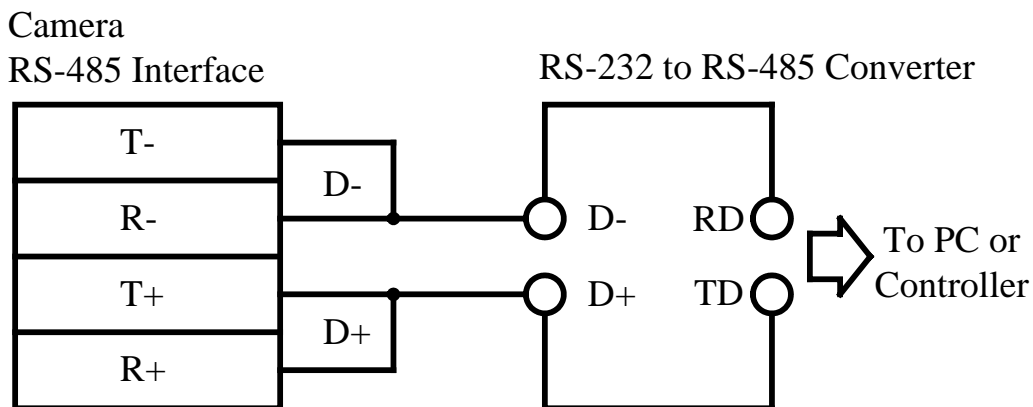 Camera
RS-485 Interface
RS-232 to RS-485 Converter
T-
D-
R-
D-
RD
T+
D+
TD
D+
R+
To PC or
Controller